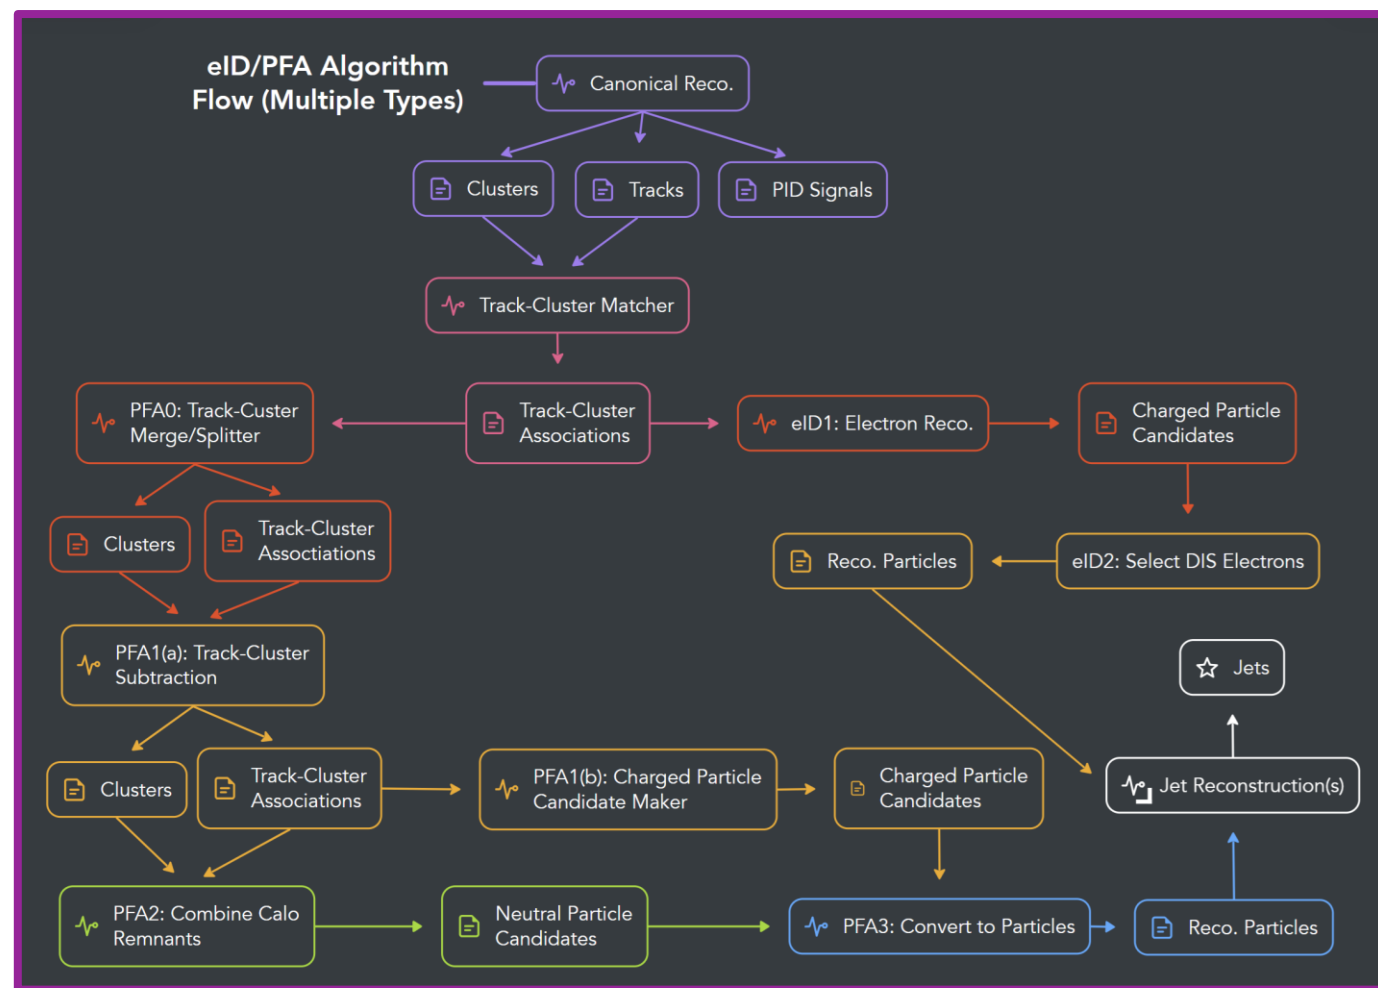 eID/PFA Algorithm
Flow (Multiple Types)
Canonical Reco.
Clusters
Tracks
PID Signals
Track-Cluster Matcher
PFA0: Track-Custer
Merge/Splitter
Track-Cluster
Associations
eID1: Electron Reco.
Charged Particle
Candidates
Clusters
Track-Cluster
Assoctiations
Reco. Particles
eID2: Select DIS Electrons
PFA1(a): Track-Cluster
Subtraction
Jets
Clusters
Track-Cluster
Associations
PFA1(b): Charged Particle
Candidate Maker
Charged Particle
Candidates
Jet Reconstruction(s)
PFA2: Combine Calo
Remnants
Neutral Particle
Candidates
PFA3: Convert to Particles
Reco. Particles